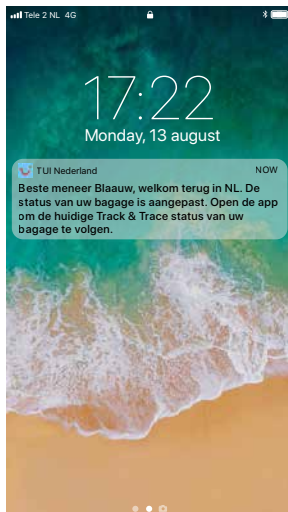 Tele 2 NL 4G
17:22
Monday, 13 august
TUI Nederland NOW
Beste meneer Blaauw, welkom terug in NL. De
status van uw bagage is aangepast. Open de app
om de huidige Track & Trace status van uw
bagage te volgen.